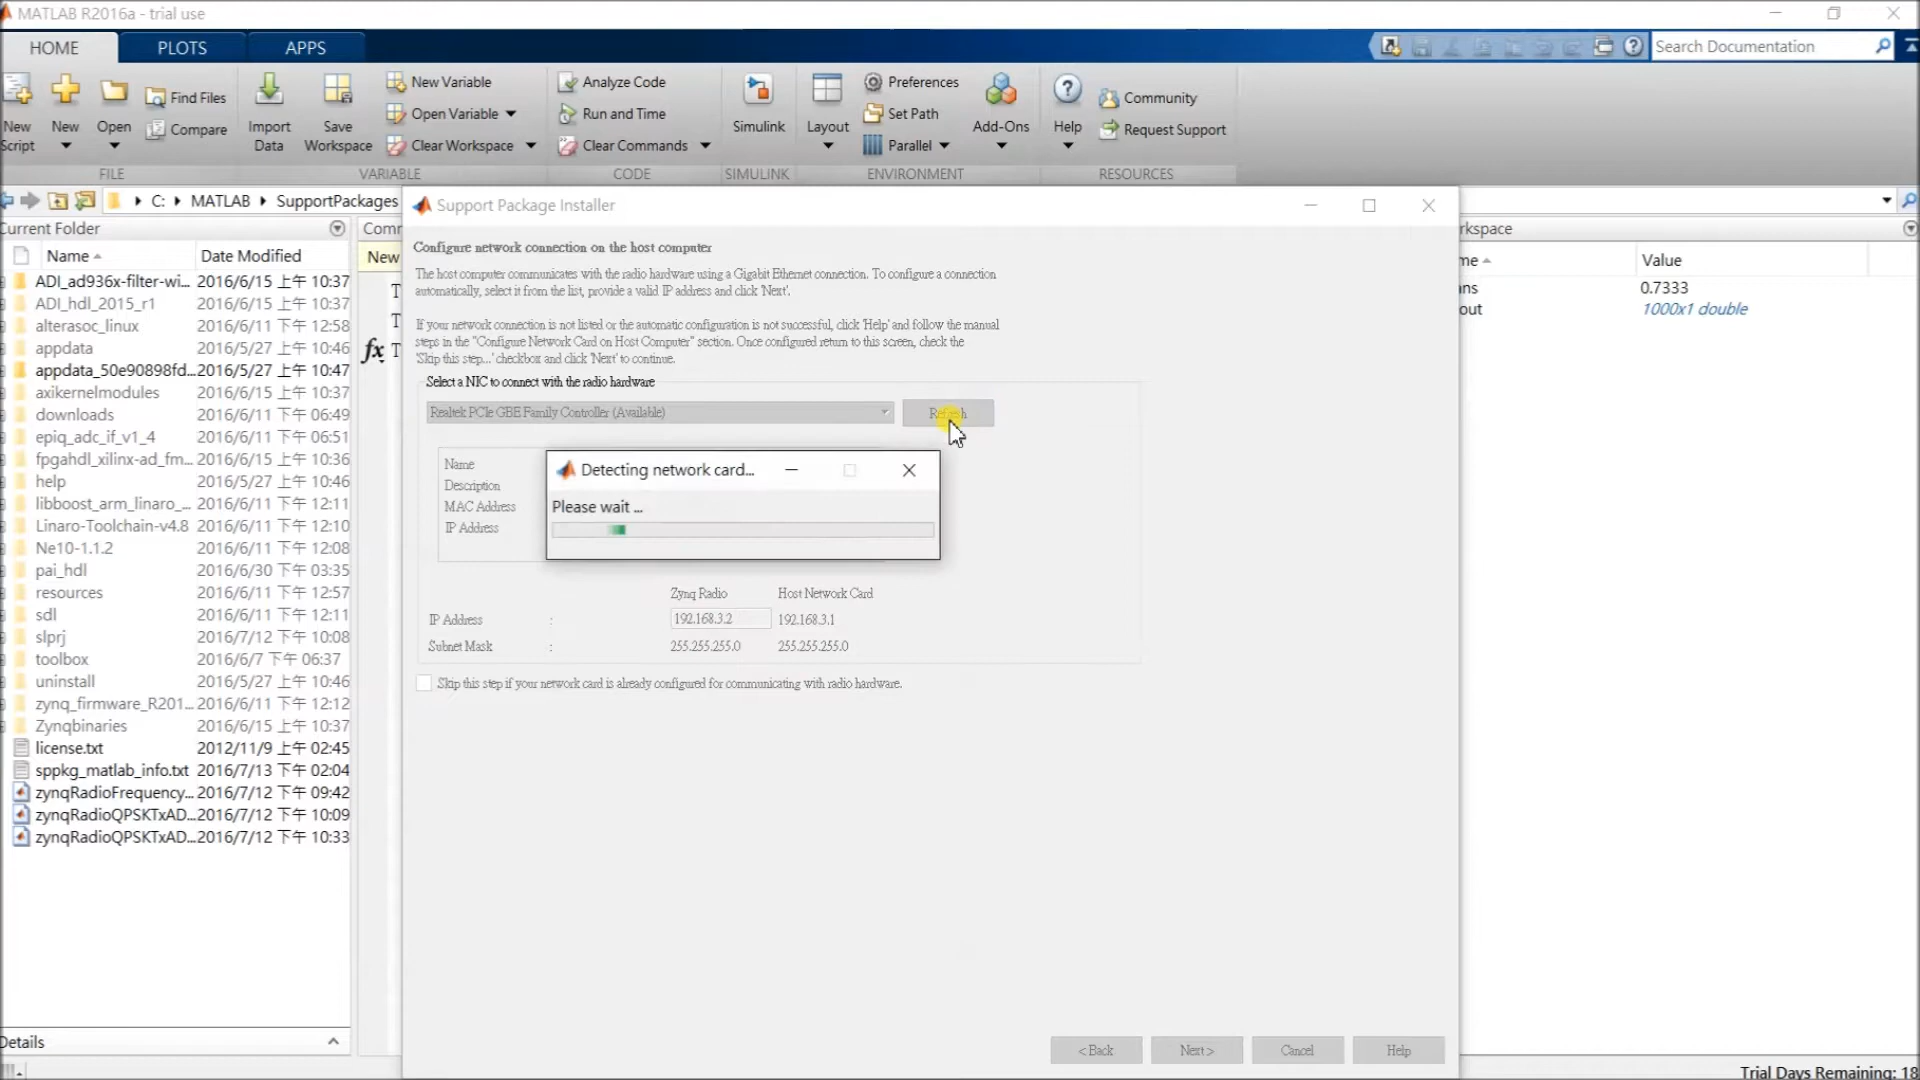 MATLAB R2016a - trial use
HOME PLOTS APPS
Search Documentation
New Script
New
Open
Find Files
Compare
Import Data
Save Workspace
New Variable
Open Variable
Clear Workspace
Analyze Code
Run and Time
Clear Commands
Simulink
Layout
Preferences
Set Path
Parallel
Add-Ons
Help
Community
Request Support
FILE VARIABLE CODE SIMULINK ENVIRONMENT RESOURCES
C: MATLAB SupportPackages
Current Folder
Name Date Modified
ADI_ad936x-filter-wi... 2016/6/15 上午 10:37
ADI_hdl_2015_r1 2016/6/15 上午 10:37
alterasoc_linux 2016/6/11 下午 12:58
appdata 2016/5/27 上午 10:46
appdata_50e90898fd... 2016/5/27 上午 10:47
axikernelmodules 2016/6/15 上午 10:37
downloads 2016/6/11 下午 06:49
epiq_adc_if_v1_4 2016/6/11 下午 06:51
fpgahdl_xilinx-ad_fm... 2016/6/15 上午 10:36
help 2016/5/27 上午 10:46
libboost_arm_linaro_... 2016/6/11 下午 12:11
Linaro-Toolchain-v4.8 2016/6/11 下午 12:10
Ne10-1.1.2 2016/6/11 下午 12:08
pai_hdl 2016/6/30 下午 03:35
resources 2016/6/11 下午 12:57
sdl 2016/6/11 下午 12:11
slprj 2016/7/12 下午 10:08
toolbox 2016/6/7 下午 06:37
uninstall 2016/5/27 上午 10:46
zynq_firmware_R201... 2016/6/11 下午 12:12
Zynqbinaries 2016/6/15 上午 10:37
license.txt 2012/11/9 上午 02:45
sppkg_matlab_info.txt 2016/7/13 下午 02:04
zynqRadioFrequency... 2016/7/12 下午 09:42
zynqRadioQPSKTxAD... 2016/7/12 下午 10:09
zynqRadioQPSKTxAD... 2016/7/12 下午 10:33
Details
Comm
New
T
T
fx T
Support Package Installer
Configure network connection on the host computer
The host computer communicates with the radio hardware using a Gigabit Ethernet connection. To configure a connection
automatically, select it from the list, provide a valid IP address and click 'Next'.
If your network connection is not listed or the automatic configuration is not successful, click 'Help' and follow the manual
steps in the "Configure Network Card on Host Computer" section. Once configured return to this screen, check the
'Skip this step...' checkbox and click 'Next' to continue.
Select a NIC to connect with the radio hardware
Realtek PCIe GBE Family Controller (Available)
Refresh
Name
Description
MAC Address
IP Address
Detecting network card...
Please wait ...
Zynq Radio Host Network Card
IP Address : 192.168.3.2 192.168.3.1
Subnet Mask : 255.255.255.0 255.255.255.0
Skip this step if your network card is already configured for communicating with radio hardware.
< Back Next > Cancel Help
rkspace
me Value
ns 0.7333
out 1000x1 double
Trial Days Remaining: 18